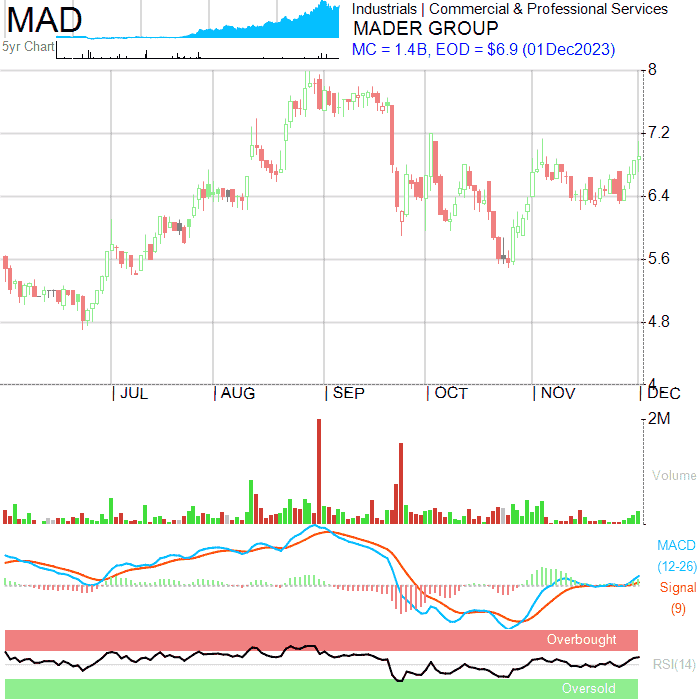 MAD
5yr Chart
Industrials | Commercial & Professional Services
MADER GROUP
MC = 1.4B, EOD = $6.9 (01Dec2023)
8
7.2
6.4
5.6
4.8
4
| JUL | AUG | SEP | OCT | NOV | DEC
2M
Volume
MACD
(12-26)
Signal
(9)
Overbought
RSI(14)
Oversold